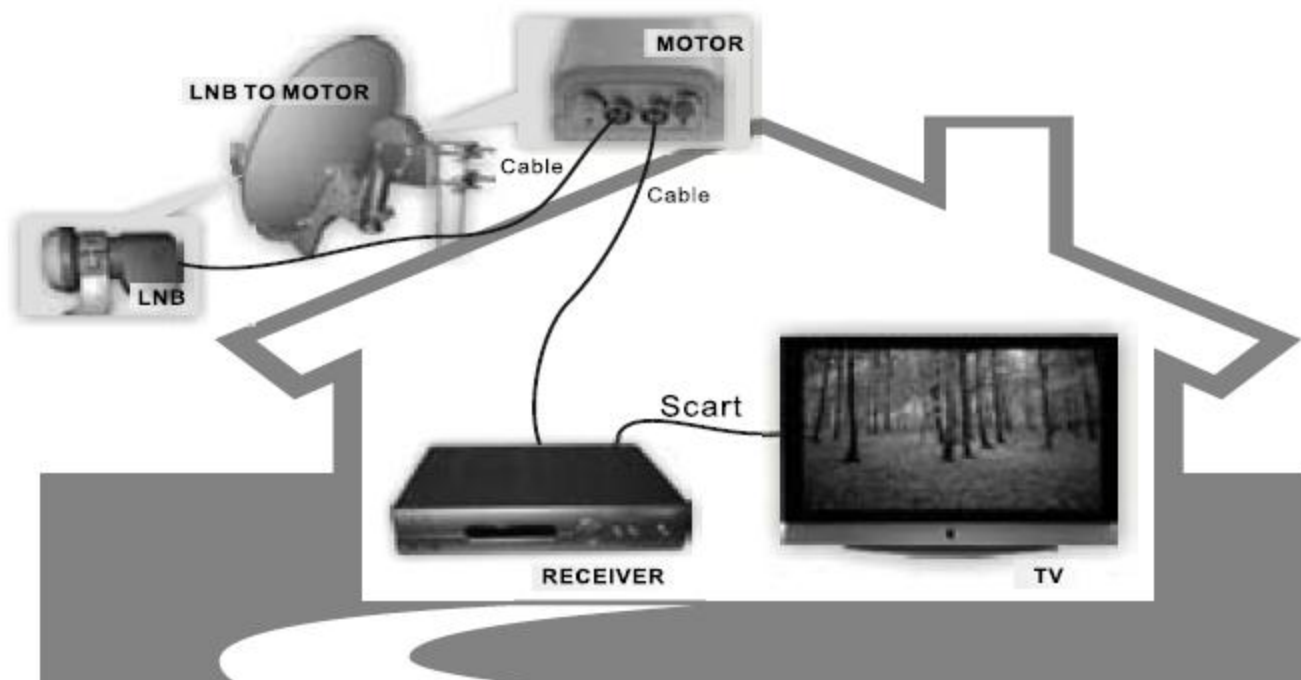 MOTOR
LNB TO MOTOR
Cable
Cable
LNB
Scart
RECEIVER
TV